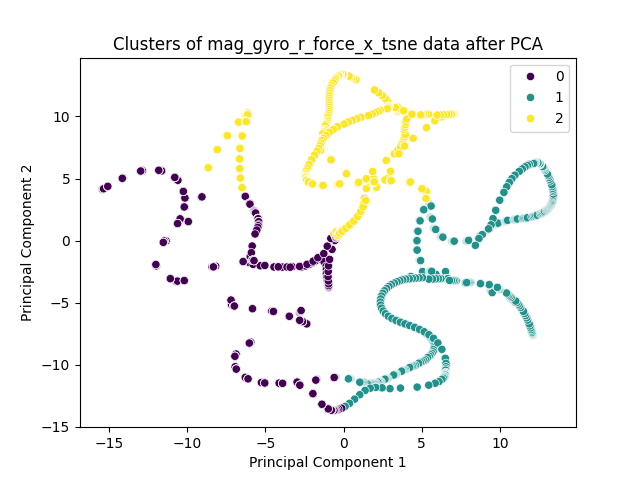 Clusters of mag_gyro_r_force_x_tsne data after PCA
0
1
2
10
5
0
−5
−10
−15
Principal Component 2
−15 −10 −5 0 5 10
Principal Component 1